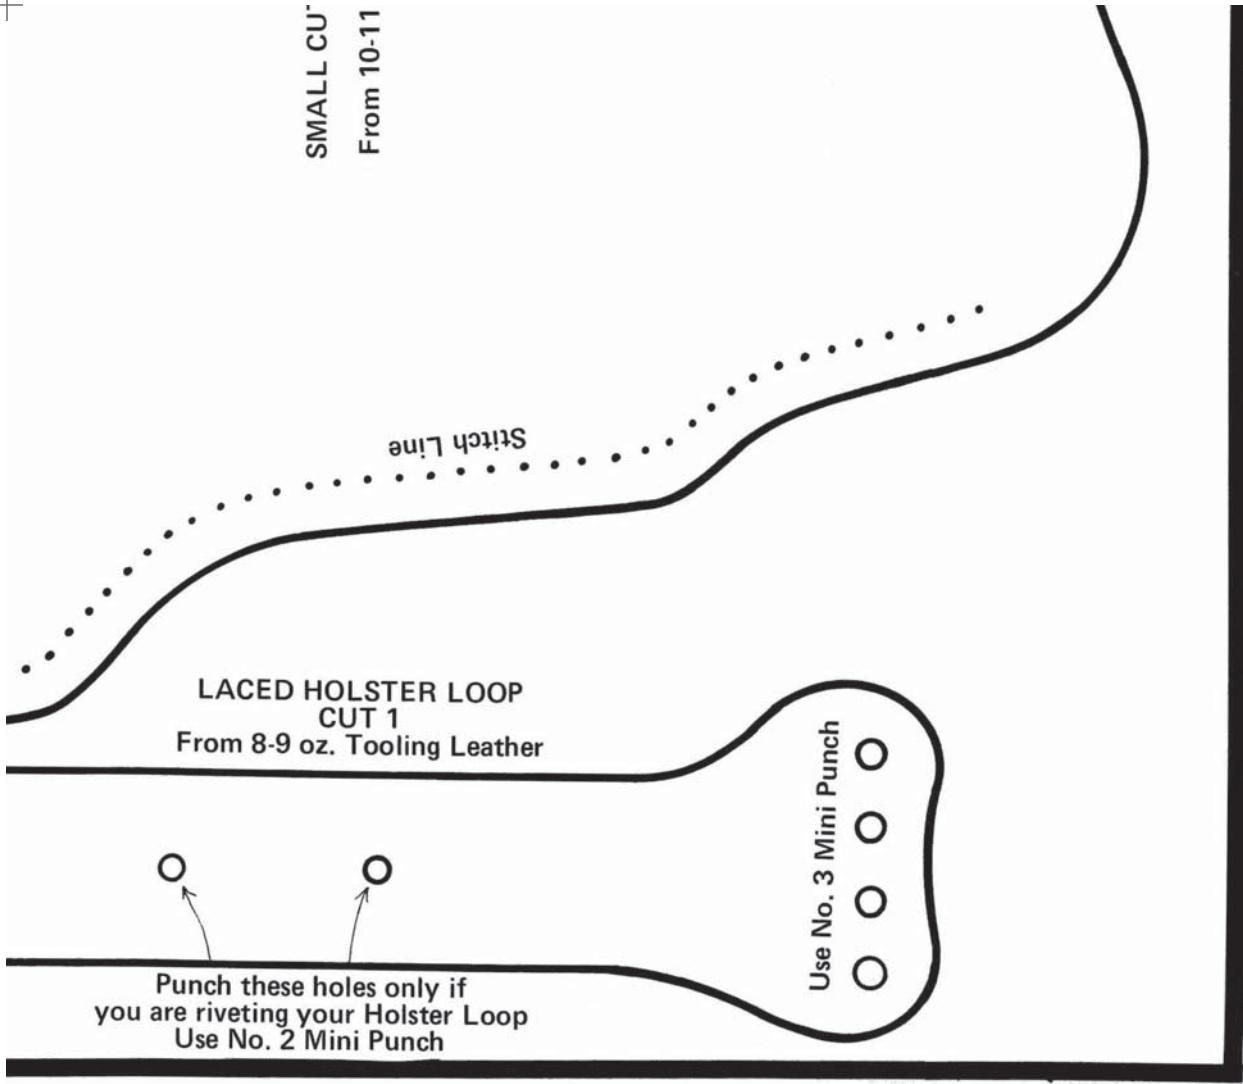 SMALL CU
From 10-11
Stitch Line
LACED HOLSTER LOOP
CUT 1
From 8-9 oz. Tooling Leather
Use No. 3 Mini Punch
Punch these holes only if
you are riveting your Holster Loop
Use No. 2 Mini Punch